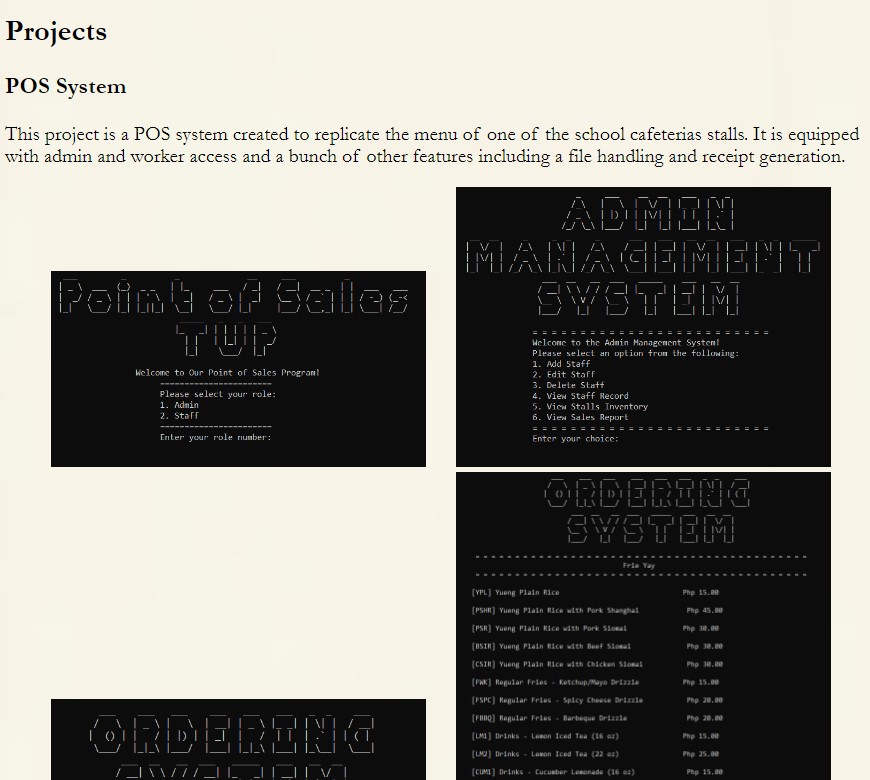 Projects
POS System
This project is a POS system created to replicate the menu of one of the school cafeterias stalls. It is equipped
with admin and worker access and a bunch of other features including a file handling and receipt generation.
Point of Sales
TUP
Welcome to Our Point of Sales Program!
Please select your role:
1. Admin
2. Staff
Enter your role number:
ADMIN
MANAGEMENT
SYSTEM
Welcome to the Admin Management System!
Please select an option from the following:
1. Add Staff
2. Edit Staff
3. Delete Staff
4. View Staff Record
5. View Stalls Inventory
6. View Sales Report
Enter your choice:
ORDERING
SYSTEM
Frie Yay
[YPL] Yueng Plain Rice Php 15.00
[PSHR] Yueng Plain Rice with Pork Shanghai Php 45.00
[PSR] Yueng Plain Rice with Pork Siomai Php 30.00
[BSIR] Yueng Plain Rice with Beef Siomai Php 30.00
[CSIR] Yueng Plain Rice with Chicken Siomai Php 30.00
[FWK] Regular Fries - Ketchup/Mayo Drizzle Php 15.00
[FSPC] Regular Fries - Spicy Cheese Drizzle Php 20.00
[FBBQ] Regular Fries - Barbeque Drizzle Php 20.00
[LM1] Drinks - Lemon Iced Tea (16 oz) Php 15.00
[LM2] Drinks - Lemon Iced Tea (22 oz) Php 25.00
[CUM1] Drinks - Cucumber Lemonade (16 oz) Php 15.00
ORDERING
SYSTEM